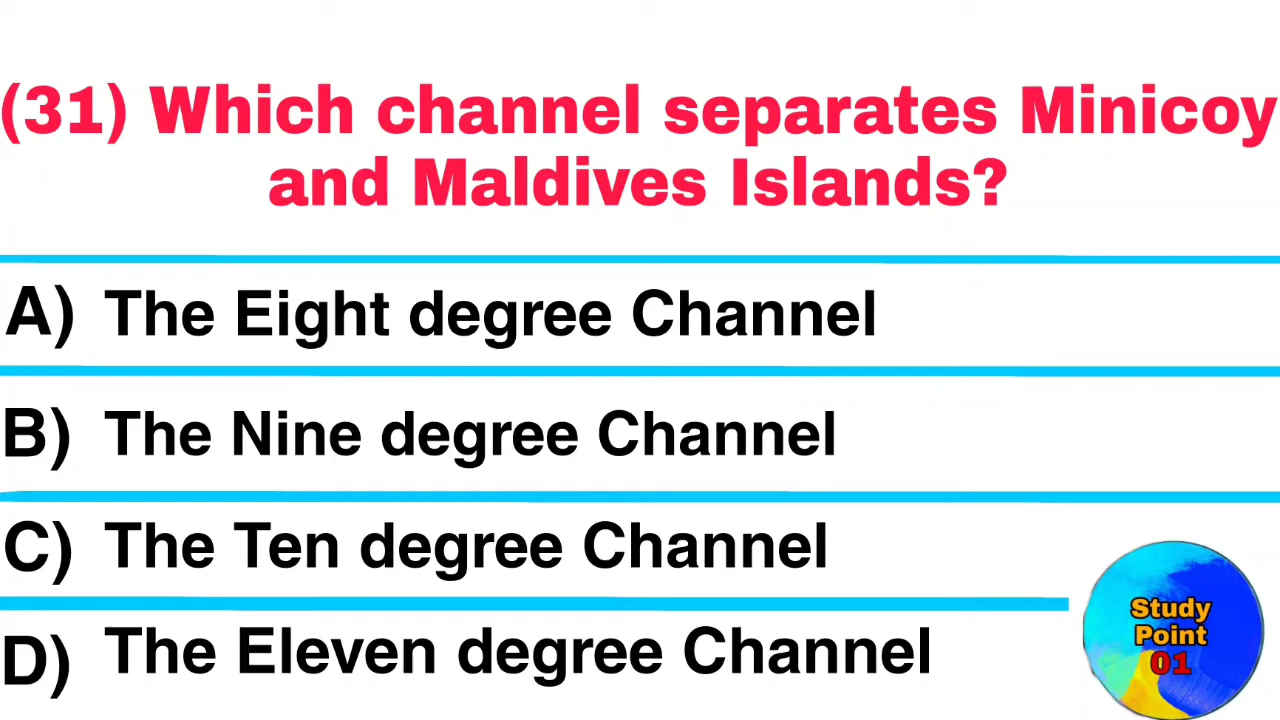 (31) Which channel separates Minicoy
and Maldives Islands?
A) The Eight degree Channel
B) The Nine degree Channel
C) The Ten degree Channel
D) The Eleven degree Channel
Study
Point
01